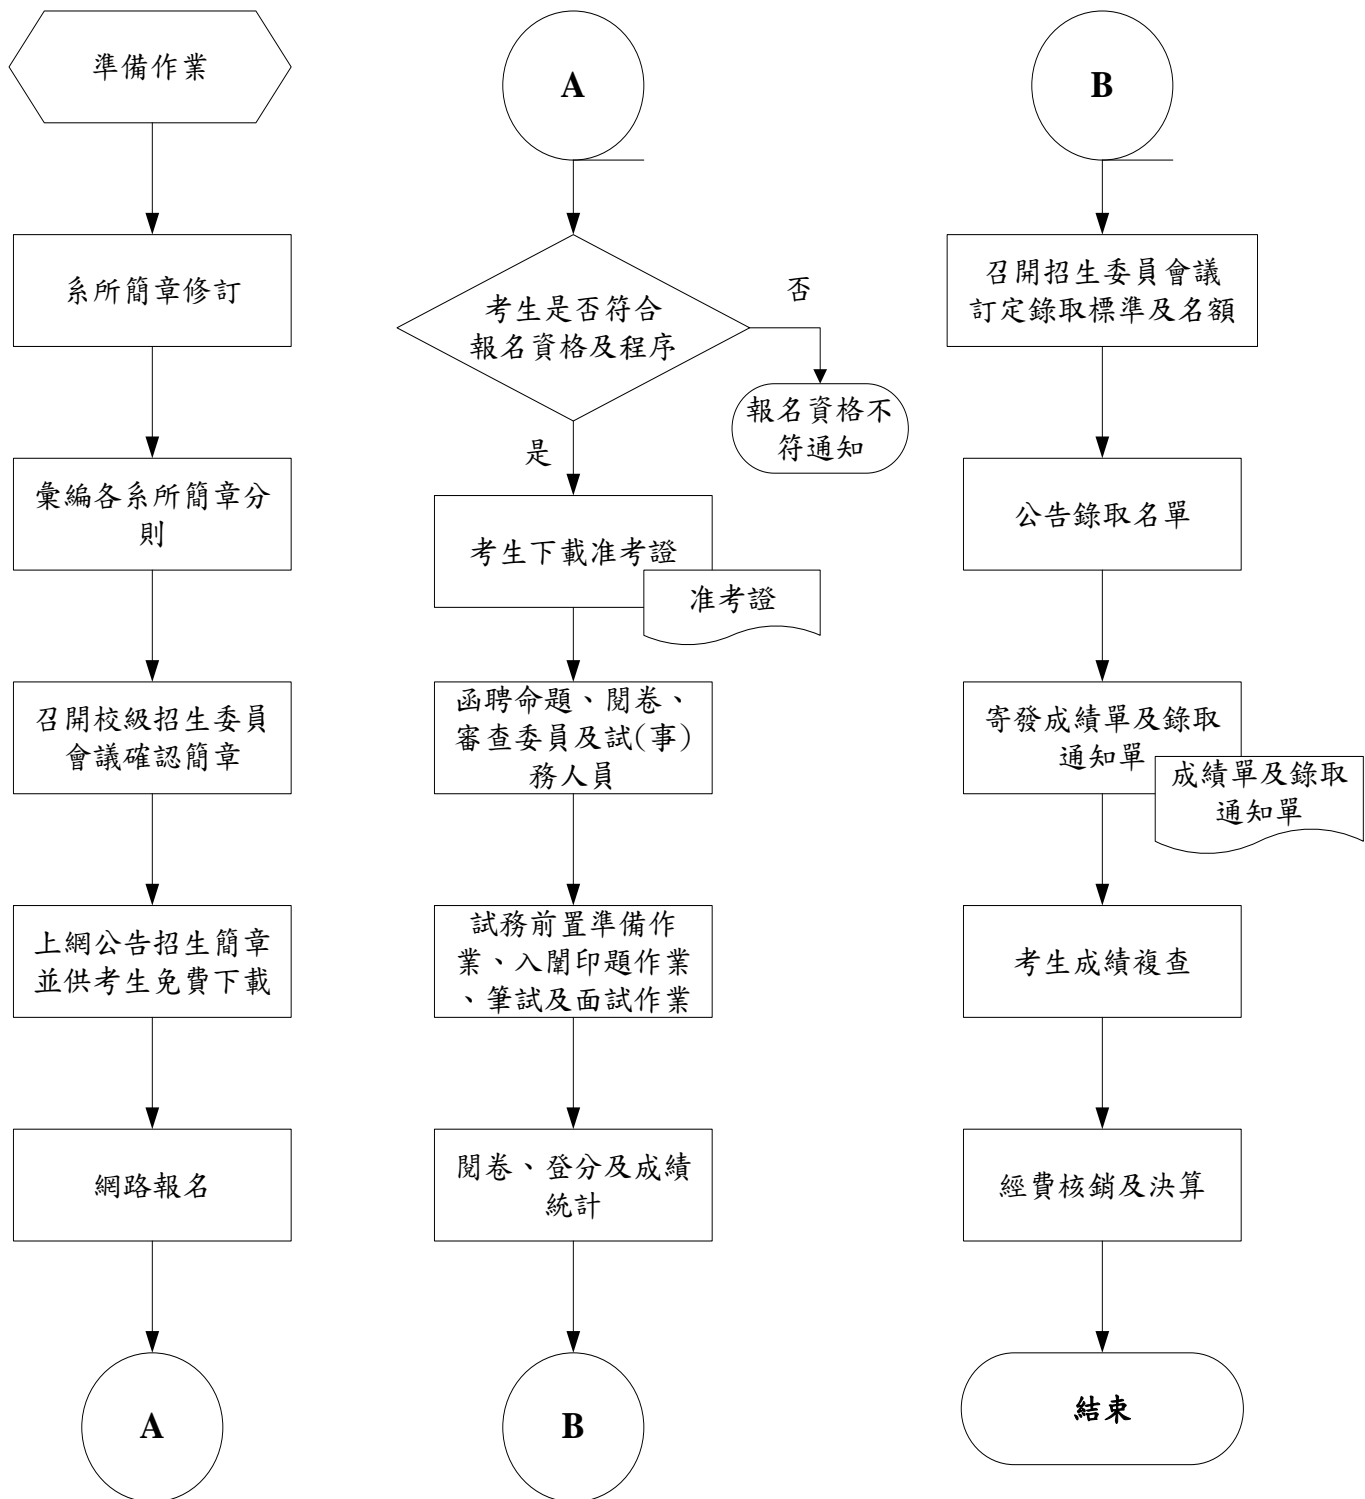 準備作業
系所簡章修訂
彙編各系所簡章分
則
召開校級招生委員
會議確認簡章
上網公告招生簡章
並供考生免費下載
網路報名
A
A
考生是否符合
報名資格及程序
否
報名資格不
符通知
是
考生下載准考證
准考證
函聘命題、閱卷、
審查委員及試(事)
務人員
試務前置準備作
業、入闈印題作業
、筆試及面試作業
閱卷、登分及成績
統計
B
B
召開招生委員會議
訂定錄取標準及名額
公告錄取名單
寄發成績單及錄取
通知單
成績單及錄取
通知單
考生成績複查
經費核銷及決算
結束